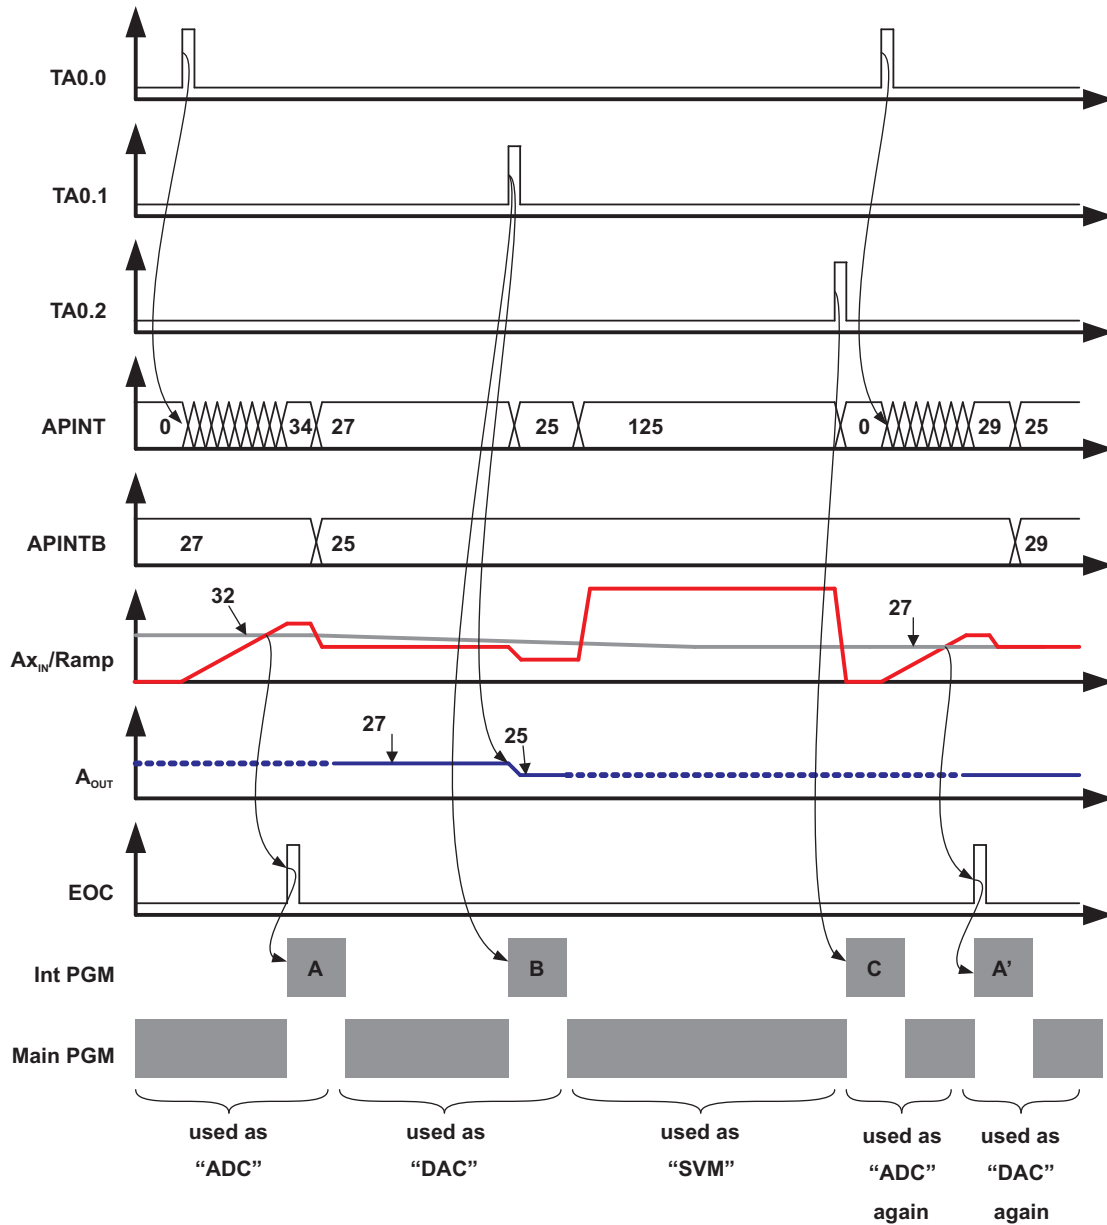 TA0.0
TA0.1
TA0.2
APINT 0 34 27 25 125 0 29 25
APINTB 27 25 29
32 27
AxIN/Ramp
27 25
AOUT
EOC
Int PGM A B C A’
Main PGM
used as “ADC”
used as “DAC”
used as “SVM”
used as “ADC” again
used as “DAC” again